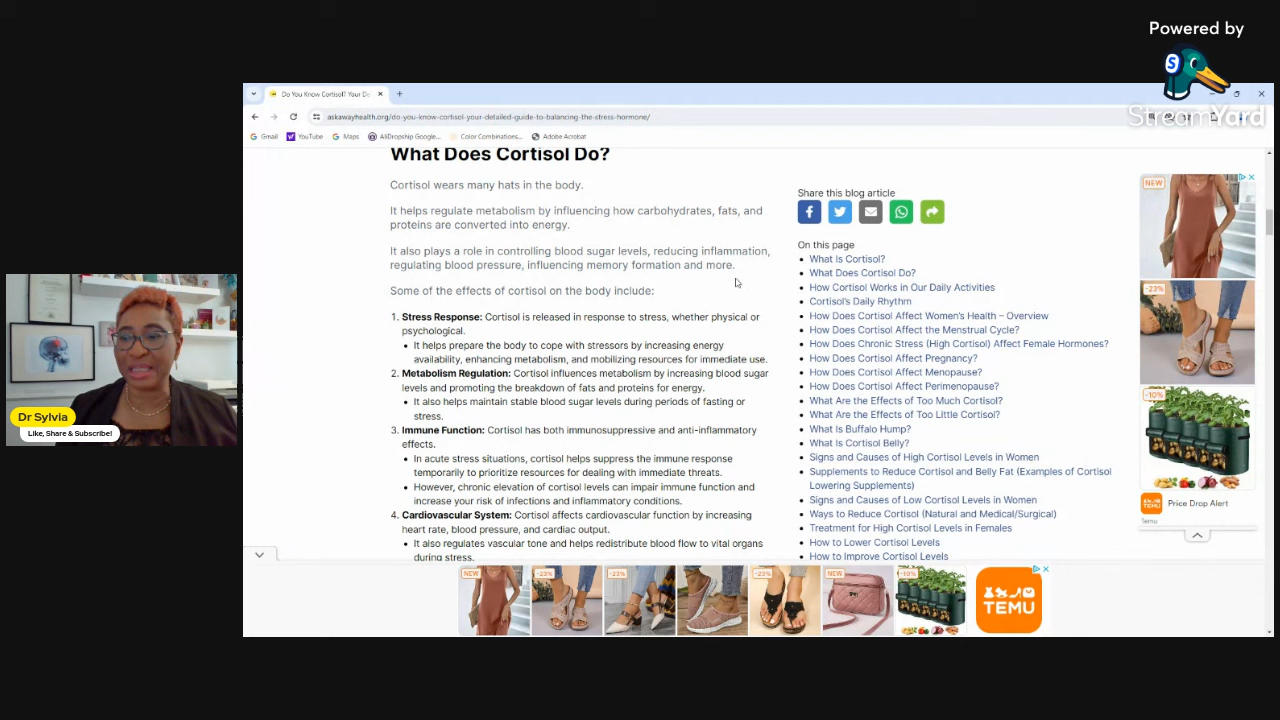 Powered by
StreamYard
Do You Know Cortisol? Your De
askawayhealth.org/do-you-know-cortisol-your-detailed-guide-to-balancing-the-stress-hormone/
Gmail
YouTube
Maps
AliDropship Google...
Color Combinations...
Adobe Acrobat
What Does Cortisol Do?
Cortisol wears many hats in the body.
It helps regulate metabolism by influencing how carbohydrates, fats, and
proteins are converted into energy.
It also plays a role in controlling blood sugar levels, reducing inflammation,
regulating blood pressure, influencing memory formation and more.
Some of the effects of cortisol on the body include:
1. Stress Response: Cortisol is released in response to stress, whether physical or
psychological.
• It helps prepare the body to cope with stressors by increasing energy
availability, enhancing metabolism, and mobilizing resources for immediate use.
2. Metabolism Regulation: Cortisol influences metabolism by increasing blood sugar
levels and promoting the breakdown of fats and proteins for energy.
• It also helps maintain stable blood sugar levels during periods of fasting or
stress.
3. Immune Function: Cortisol has both immunosuppressive and anti-inflammatory
effects.
• In acute stress situations, cortisol helps suppress the immune response
temporarily to prioritize resources for dealing with immediate threats.
• However, chronic elevation of cortisol levels can impair immune function and
increase your risk of infections and inflammatory conditions.
4. Cardiovascular System: Cortisol affects cardiovascular function by increasing
heart rate, blood pressure, and cardiac output.
• It also regulates vascular tone and helps redistribute blood flow to vital organs
during stress.
Share this blog article
On this page
• What Is Cortisol?
• What Does Cortisol Do?
• How Cortisol Works in Our Daily Activities
• Cortisol's Daily Rhythm
• How Does Cortisol Affect Women's Health – Overview
• How Does Cortisol Affect the Menstrual Cycle?
• How Does Chronic Stress (High Cortisol) Affect Female Hormones?
• How Does Cortisol Affect Pregnancy?
• How Does Cortisol Affect Menopause?
• How Does Cortisol Affect Perimenopause?
• What Are the Effects of Too Much Cortisol?
• What Are the Effects of Too Little Cortisol?
• What Is Buffalo Hump?
• What Is Cortisol Belly?
• Signs and Causes of High Cortisol Levels in Women
• Supplements to Reduce Cortisol and Belly Fat (Examples of Cortisol
Lowering Supplements)
• Signs and Causes of Low Cortisol Levels in Women
• Ways to Reduce Cortisol (Natural and Medical/Surgical)
• Treatment for High Cortisol Levels in Females
• How to Lower Cortisol Levels
• How to Improve Cortisol Levels
NEW
-23%
-10%
Price Drop Alert
Temu
Dr Sylvia
Like, Share & Subscribe!
NEW
-23%
-23%
-23%
NEW
-10%
TEMU